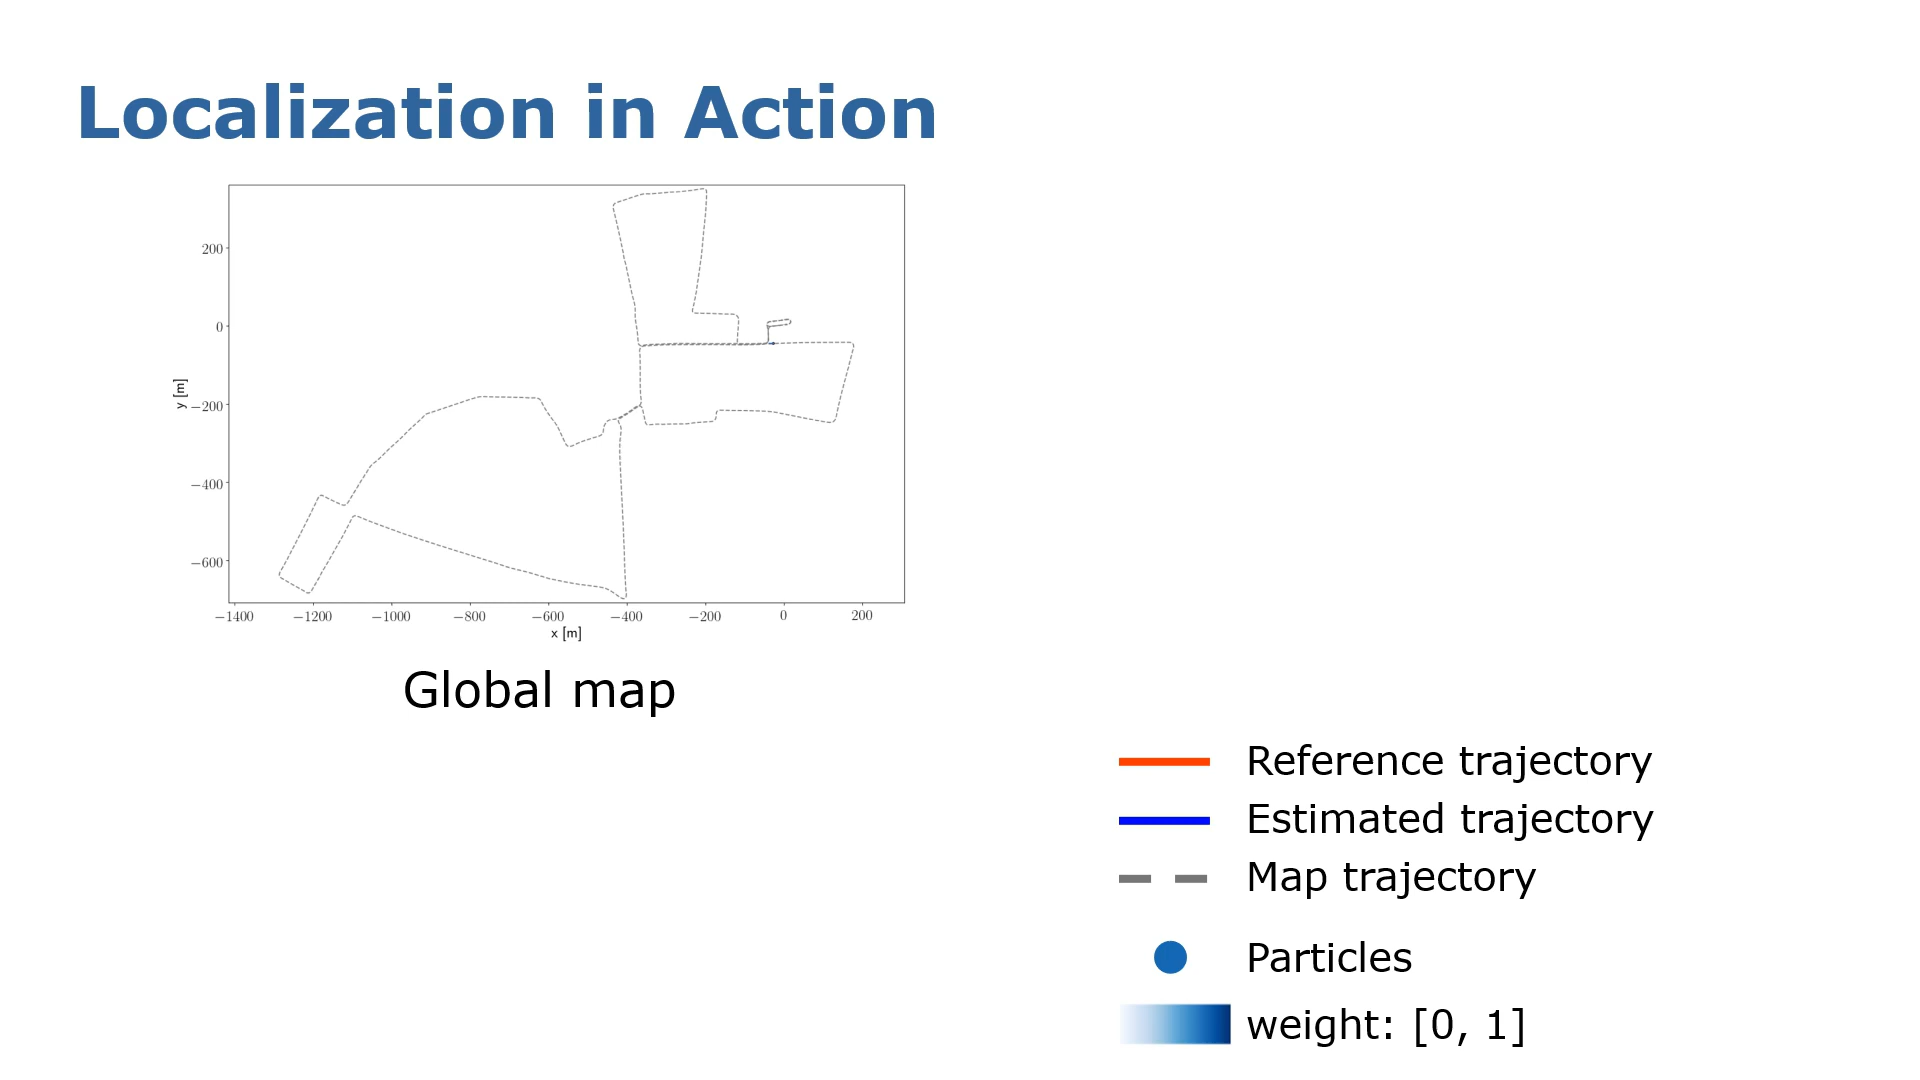 Localization in Action
200
0
−200
−400
−600
y [m]
−1400 −1200 −1000 −800 −600 −400 −200 0 200
x [m]
Global map
Reference trajectory
Estimated trajectory
Map trajectory
Particles
weight: [0, 1]